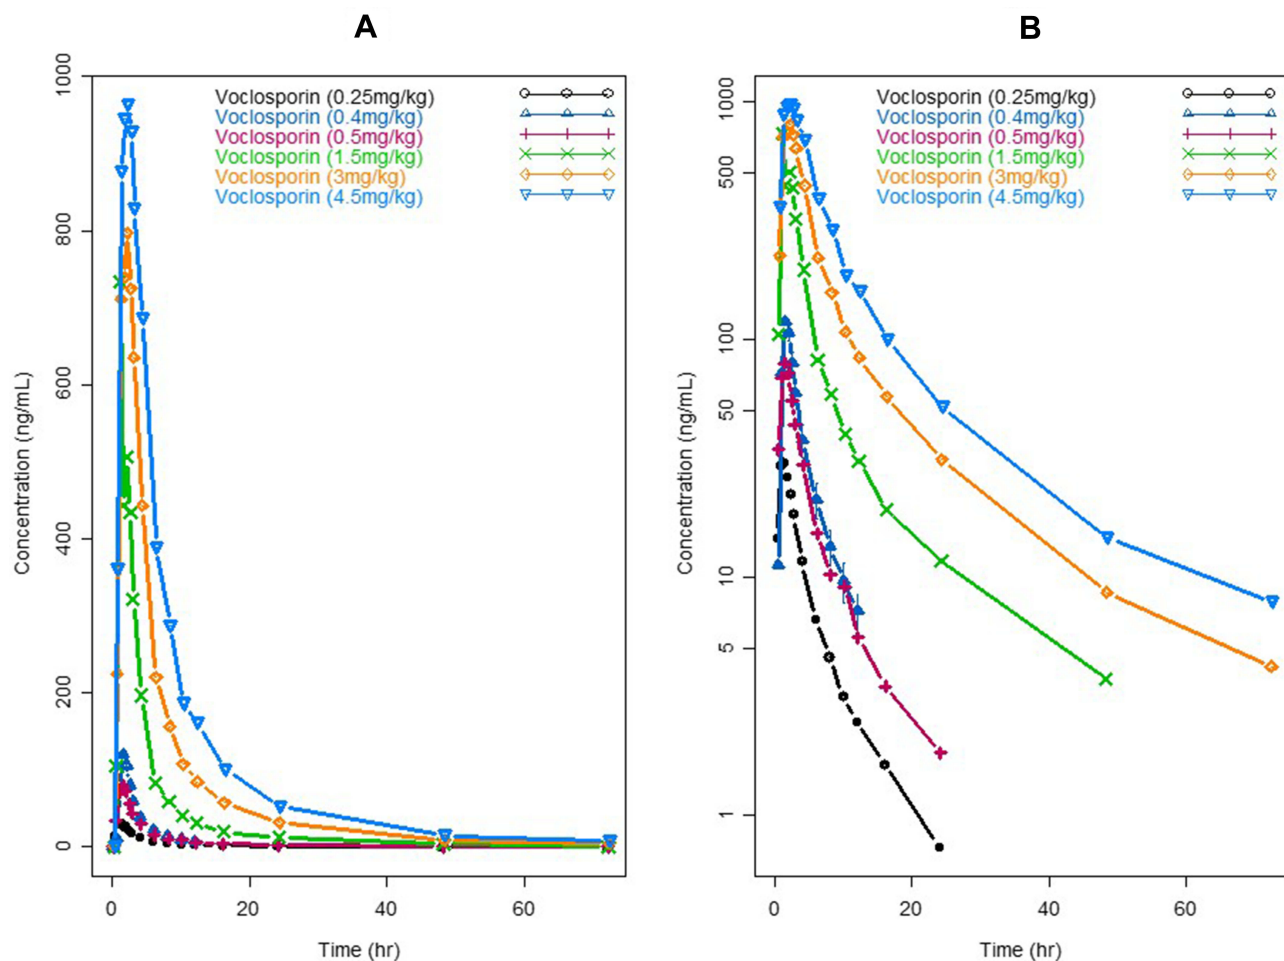 A
Concentration (ng/mL)
1000
800
600
400
200
0
Voclosporin (0.25mg/kg)
Voclosporin (0.4mg/kg)
Voclosporin (0.5mg/kg)
Voclosporin (1.5mg/kg)
Voclosporin (3mg/kg)
Voclosporin (4.5mg/kg)
0 20 40 60
Time (hr)
B
Concentration (ng/mL)
1000
500
100
50
10
5
1
Voclosporin (0.25mg/kg)
Voclosporin (0.4mg/kg)
Voclosporin (0.5mg/kg)
Voclosporin (1.5mg/kg)
Voclosporin (3mg/kg)
Voclosporin (4.5mg/kg)
0 20 40 60
Time (hr)